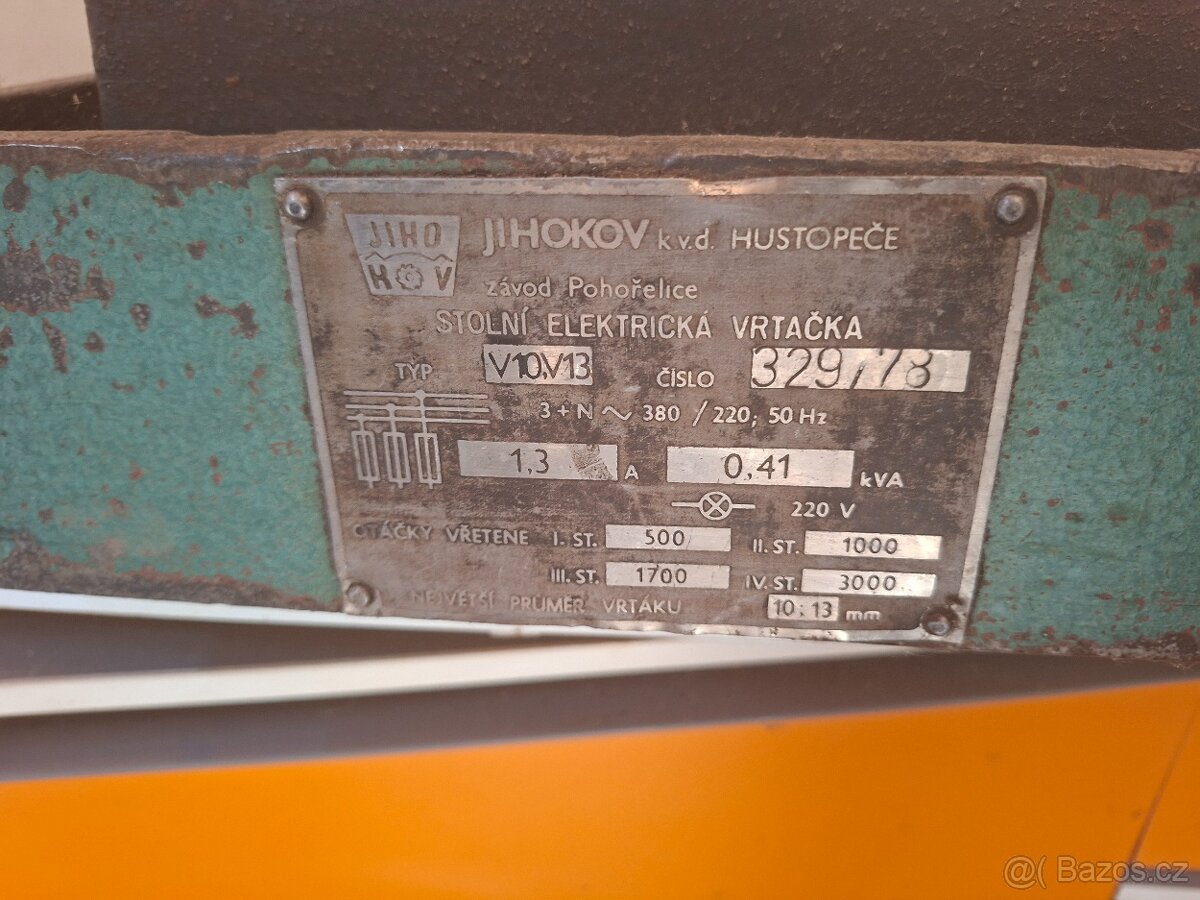 JIHO
KOV
JIHOKOV k v.d. HUSTOPEČE
závod Pohořelice
STOLNÍ ELEKTRICKÁ VRTAČKA
TYP V10,V13 ČÍSLO 329/78
3+N ~ 380 / 220; 50 Hz
1,3 A 0,41 kVA
220 V
OTÁČKY VŘETENE I. ST. 500 II. ST. 1000
III. ST. 1700 IV. ST. 3000
NEJVĚTŠÍ PRŮMĚR VRTÁKU 10; 13 mm
@( Bazos.cz